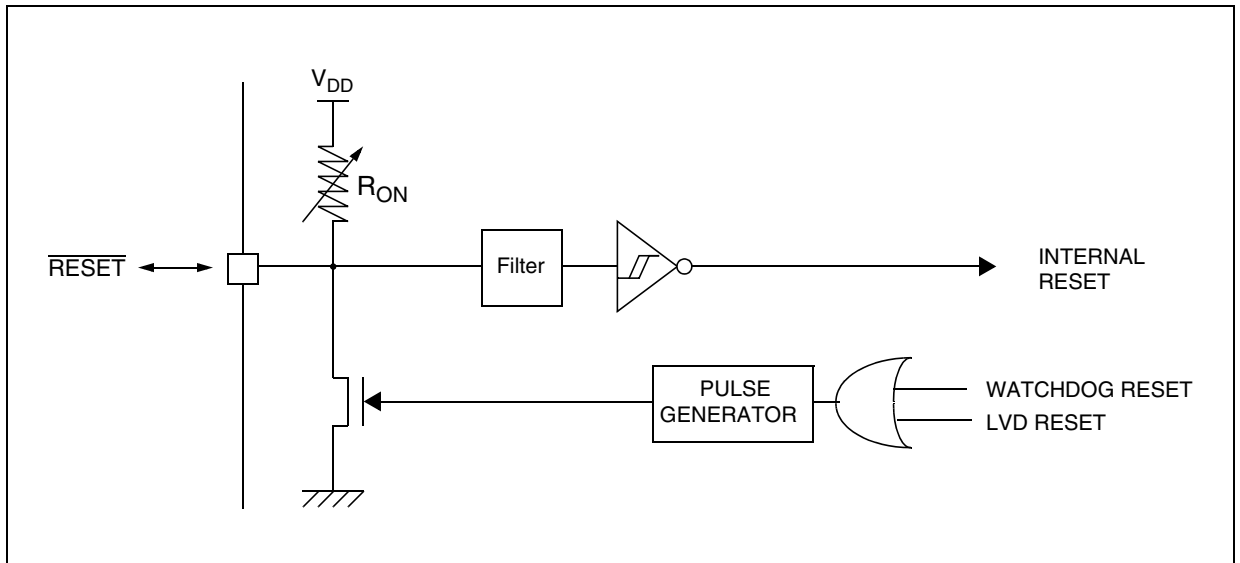 VDD
RON
RESET
Filter
INTERNAL
RESET
PULSE
GENERATOR
WATCHDOG RESET
LVD RESET